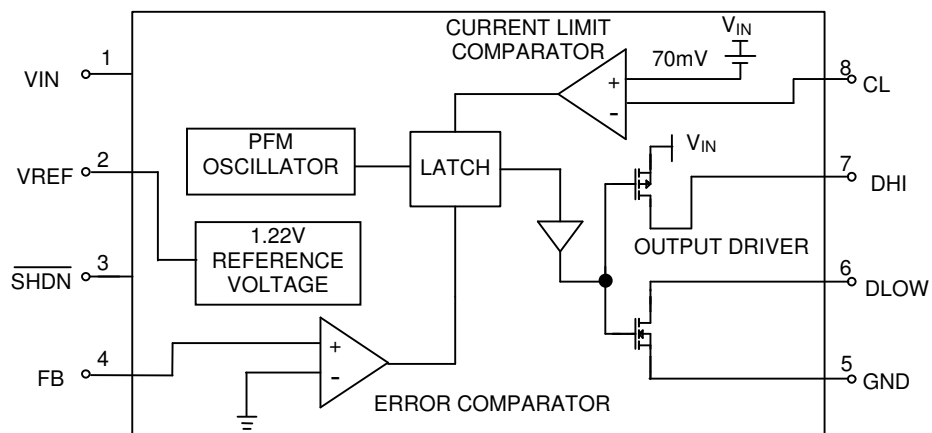 CURRENT LIMIT
COMPARATOR
VIN
70mV
1
VIN
+
-
8
CL
PFM
OSCILLATOR
LATCH
VIN
2
VREF
7
DHI
1.22V
REFERENCE
VOLTAGE
OUTPUT DRIVER
3
SHDN
6
DLOW
4
FB
+
-
5
GND
ERROR COMPARATOR